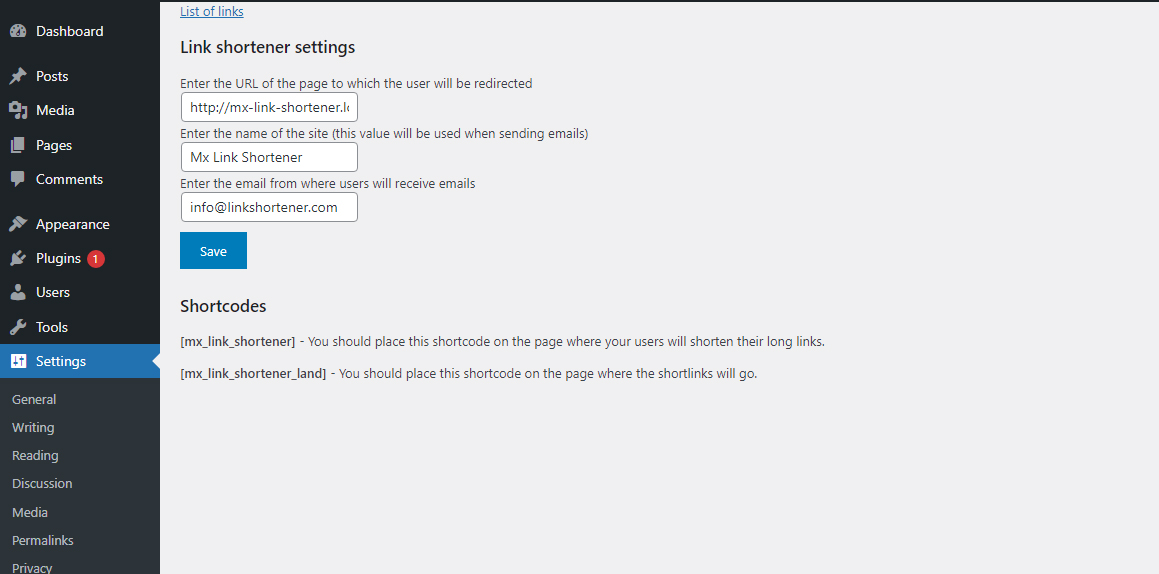 Dashboard
Posts
Media
Pages
Comments
Appearance
Plugins 1
Users
Tools
Settings
General
Writing
Reading
Discussion
Media
Permalinks
Privacy
List of links
Link shortener settings
Enter the URL of the page to which the user will be redirected
http://mx-link-shortener.lo
Enter the name of the site (this value will be used when sending emails)
Mx Link Shortener
Enter the email from where users will receive emails
info@linkshortener.com
Save
Shortcodes
[mx_link_shortener] - You should place this shortcode on the page where your users will shorten their long links.
[mx_link_shortener_land] - You should place this shortcode on the page where the shortlinks will go.